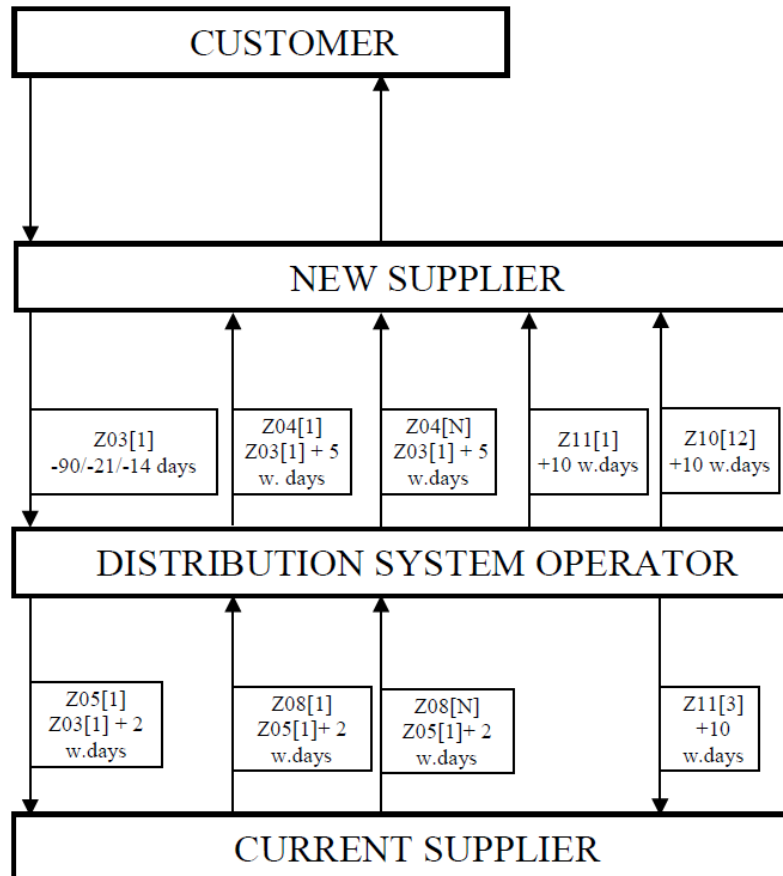 CUSTOMER
NEW SUPPLIER
Z03[1]
-90/-21/-14 days
Z04[1]
Z03[1] + 5
w. days
Z04[N]
Z03[1] + 5
w.days
Z11[1]
+10 w.days
Z10[12]
+10 w.days
DISTRIBUTION SYSTEM OPERATOR
Z05[1]
Z03[1] + 2
w.days
Z08[1]
Z05[1]+ 2
w.days
Z08[N]
Z05[1]+ 2
w.days
Z11[3]
+10
w.days
CURRENT SUPPLIER